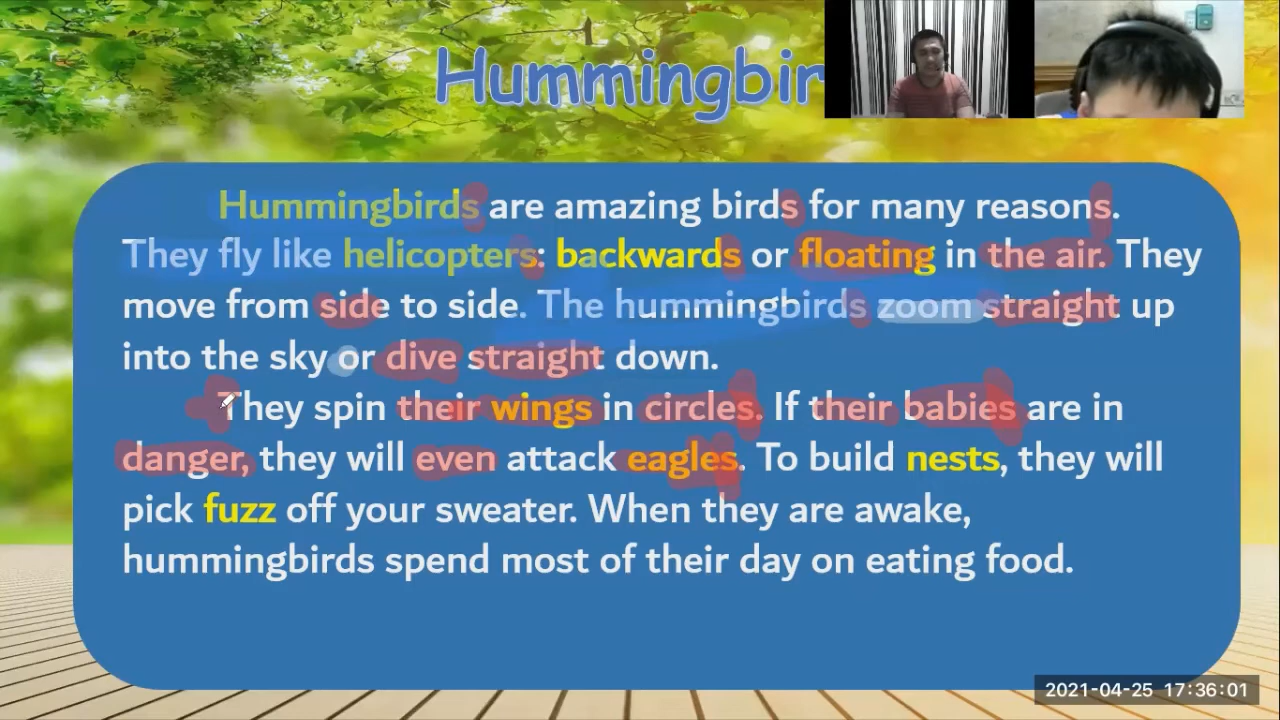 Hummingbir
Hummingbirds are amazing birds for many reasons.
They fly like helicopters: backwards or floating in the air. They
move from side to side. The hummingbirds zoom straight up
into the sky or dive straight down.
They spin their wings in circles. If their babies are in
danger, they will even attack eagles. To build nests, they will
pick fuzz off your sweater. When they are awake,
hummingbirds spend most of their day on eating food.
2021-04-25 17:36:01